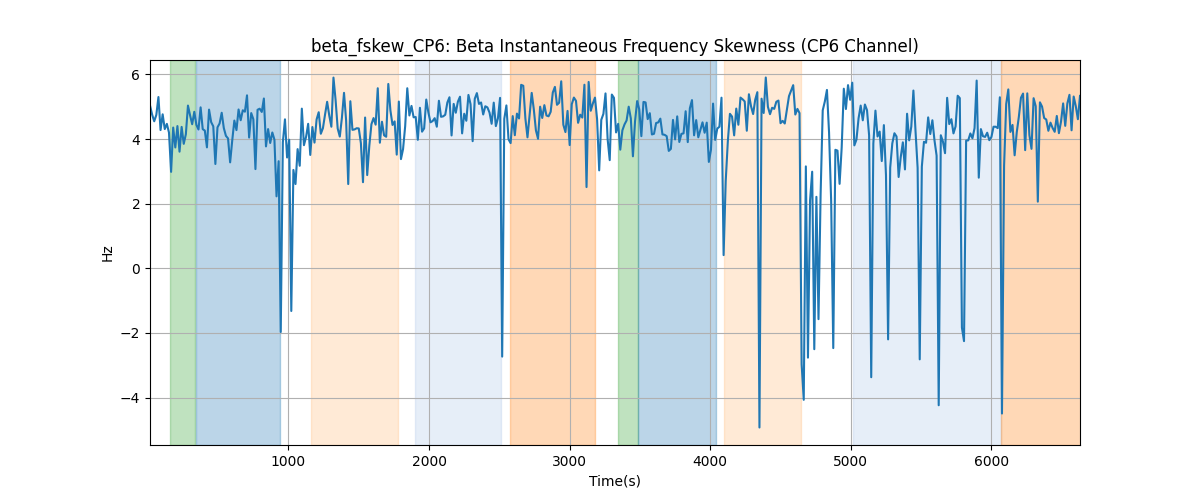 beta_fskew_CP6: Beta Instantaneous Frequency Skewness (CP6 Channel)
6
4
2
0
−2
−4
Hz
1000 2000 3000 4000 5000 6000
Time(s)